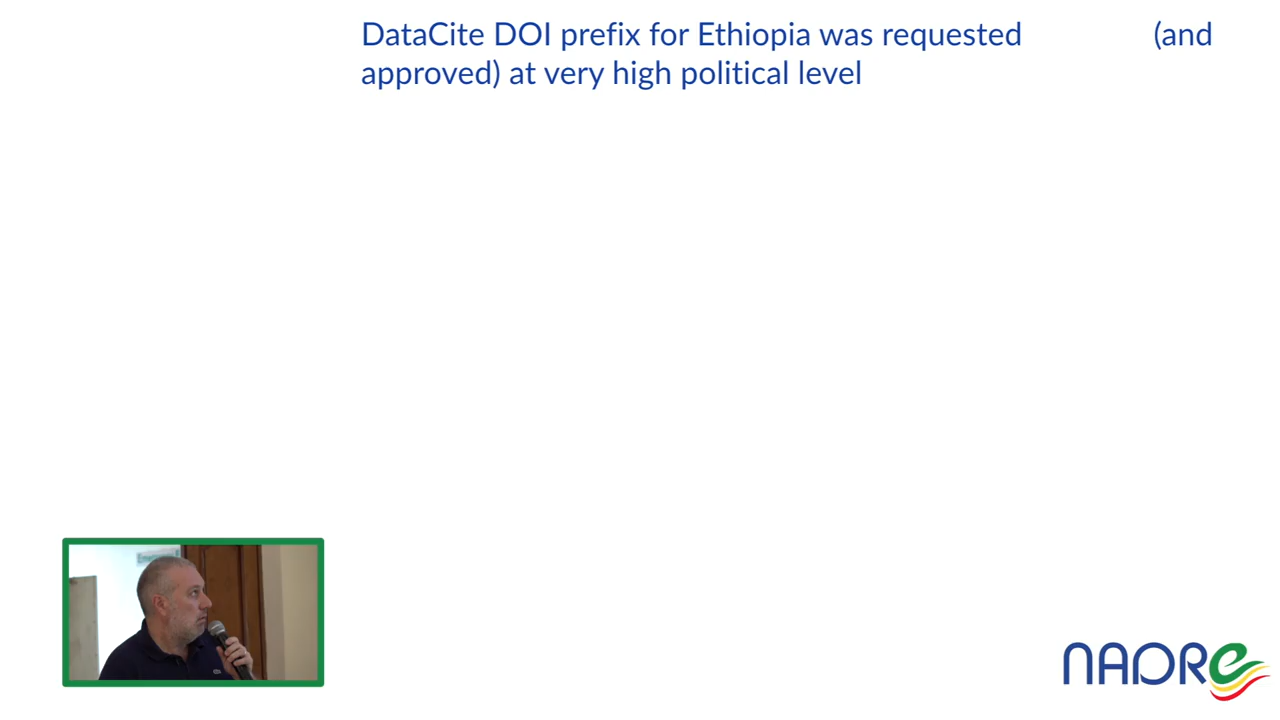 DataCite DOI prefix for Ethiopia was requested (and
approved) at very high political level
NADRe